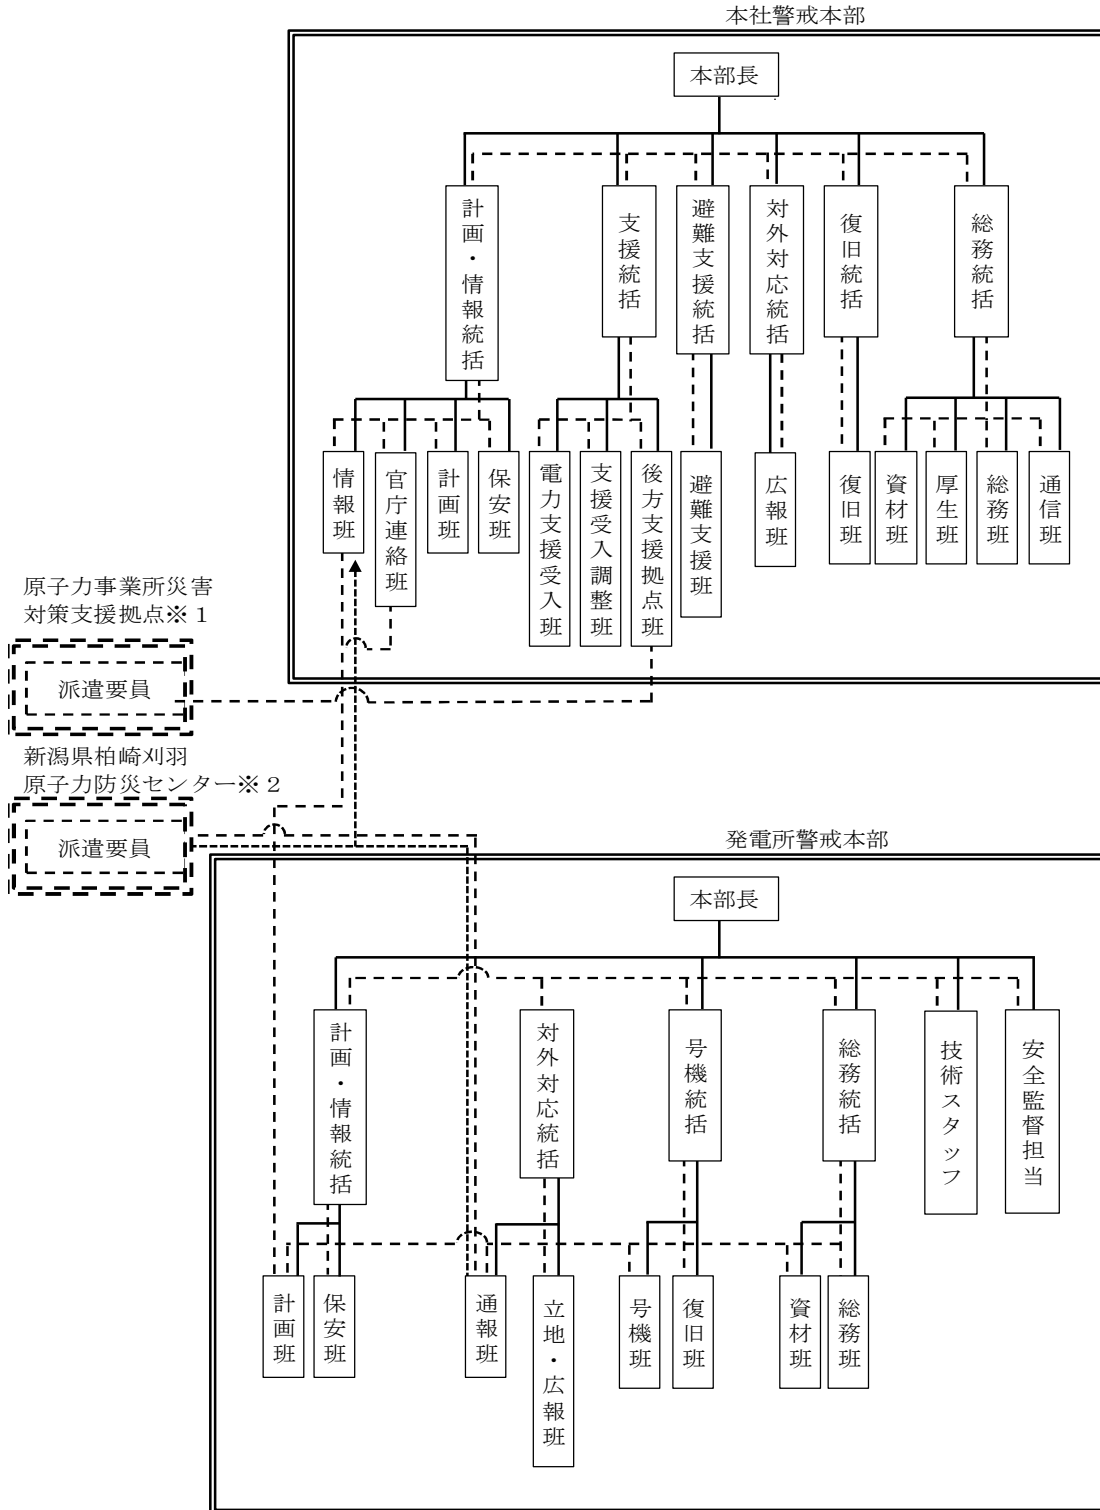 本社警戒本部
本部長
計画・情報統括
支援統括
避難支援統括
対外対応統括
復旧統括
総務統括
情報班
官庁連絡班
計画班
保安班
電力支援受入班
支援受入調整班
後方支援拠点班
避難支援班
広報班
復旧班
資材班
厚生班
総務班
通信班
原子力事業所災害
対策支援拠点※1
派遣要員
新潟県柏崎刈羽
原子力防災センター※2
派遣要員
発電所警戒本部
本部長
計画・情報統括
対外対応統括
号機統括
総務統括
技術スタッフ
安全監督担当
計画班
保安班
通報班
立地・広報班
号機班
復旧班
資材班
総務班